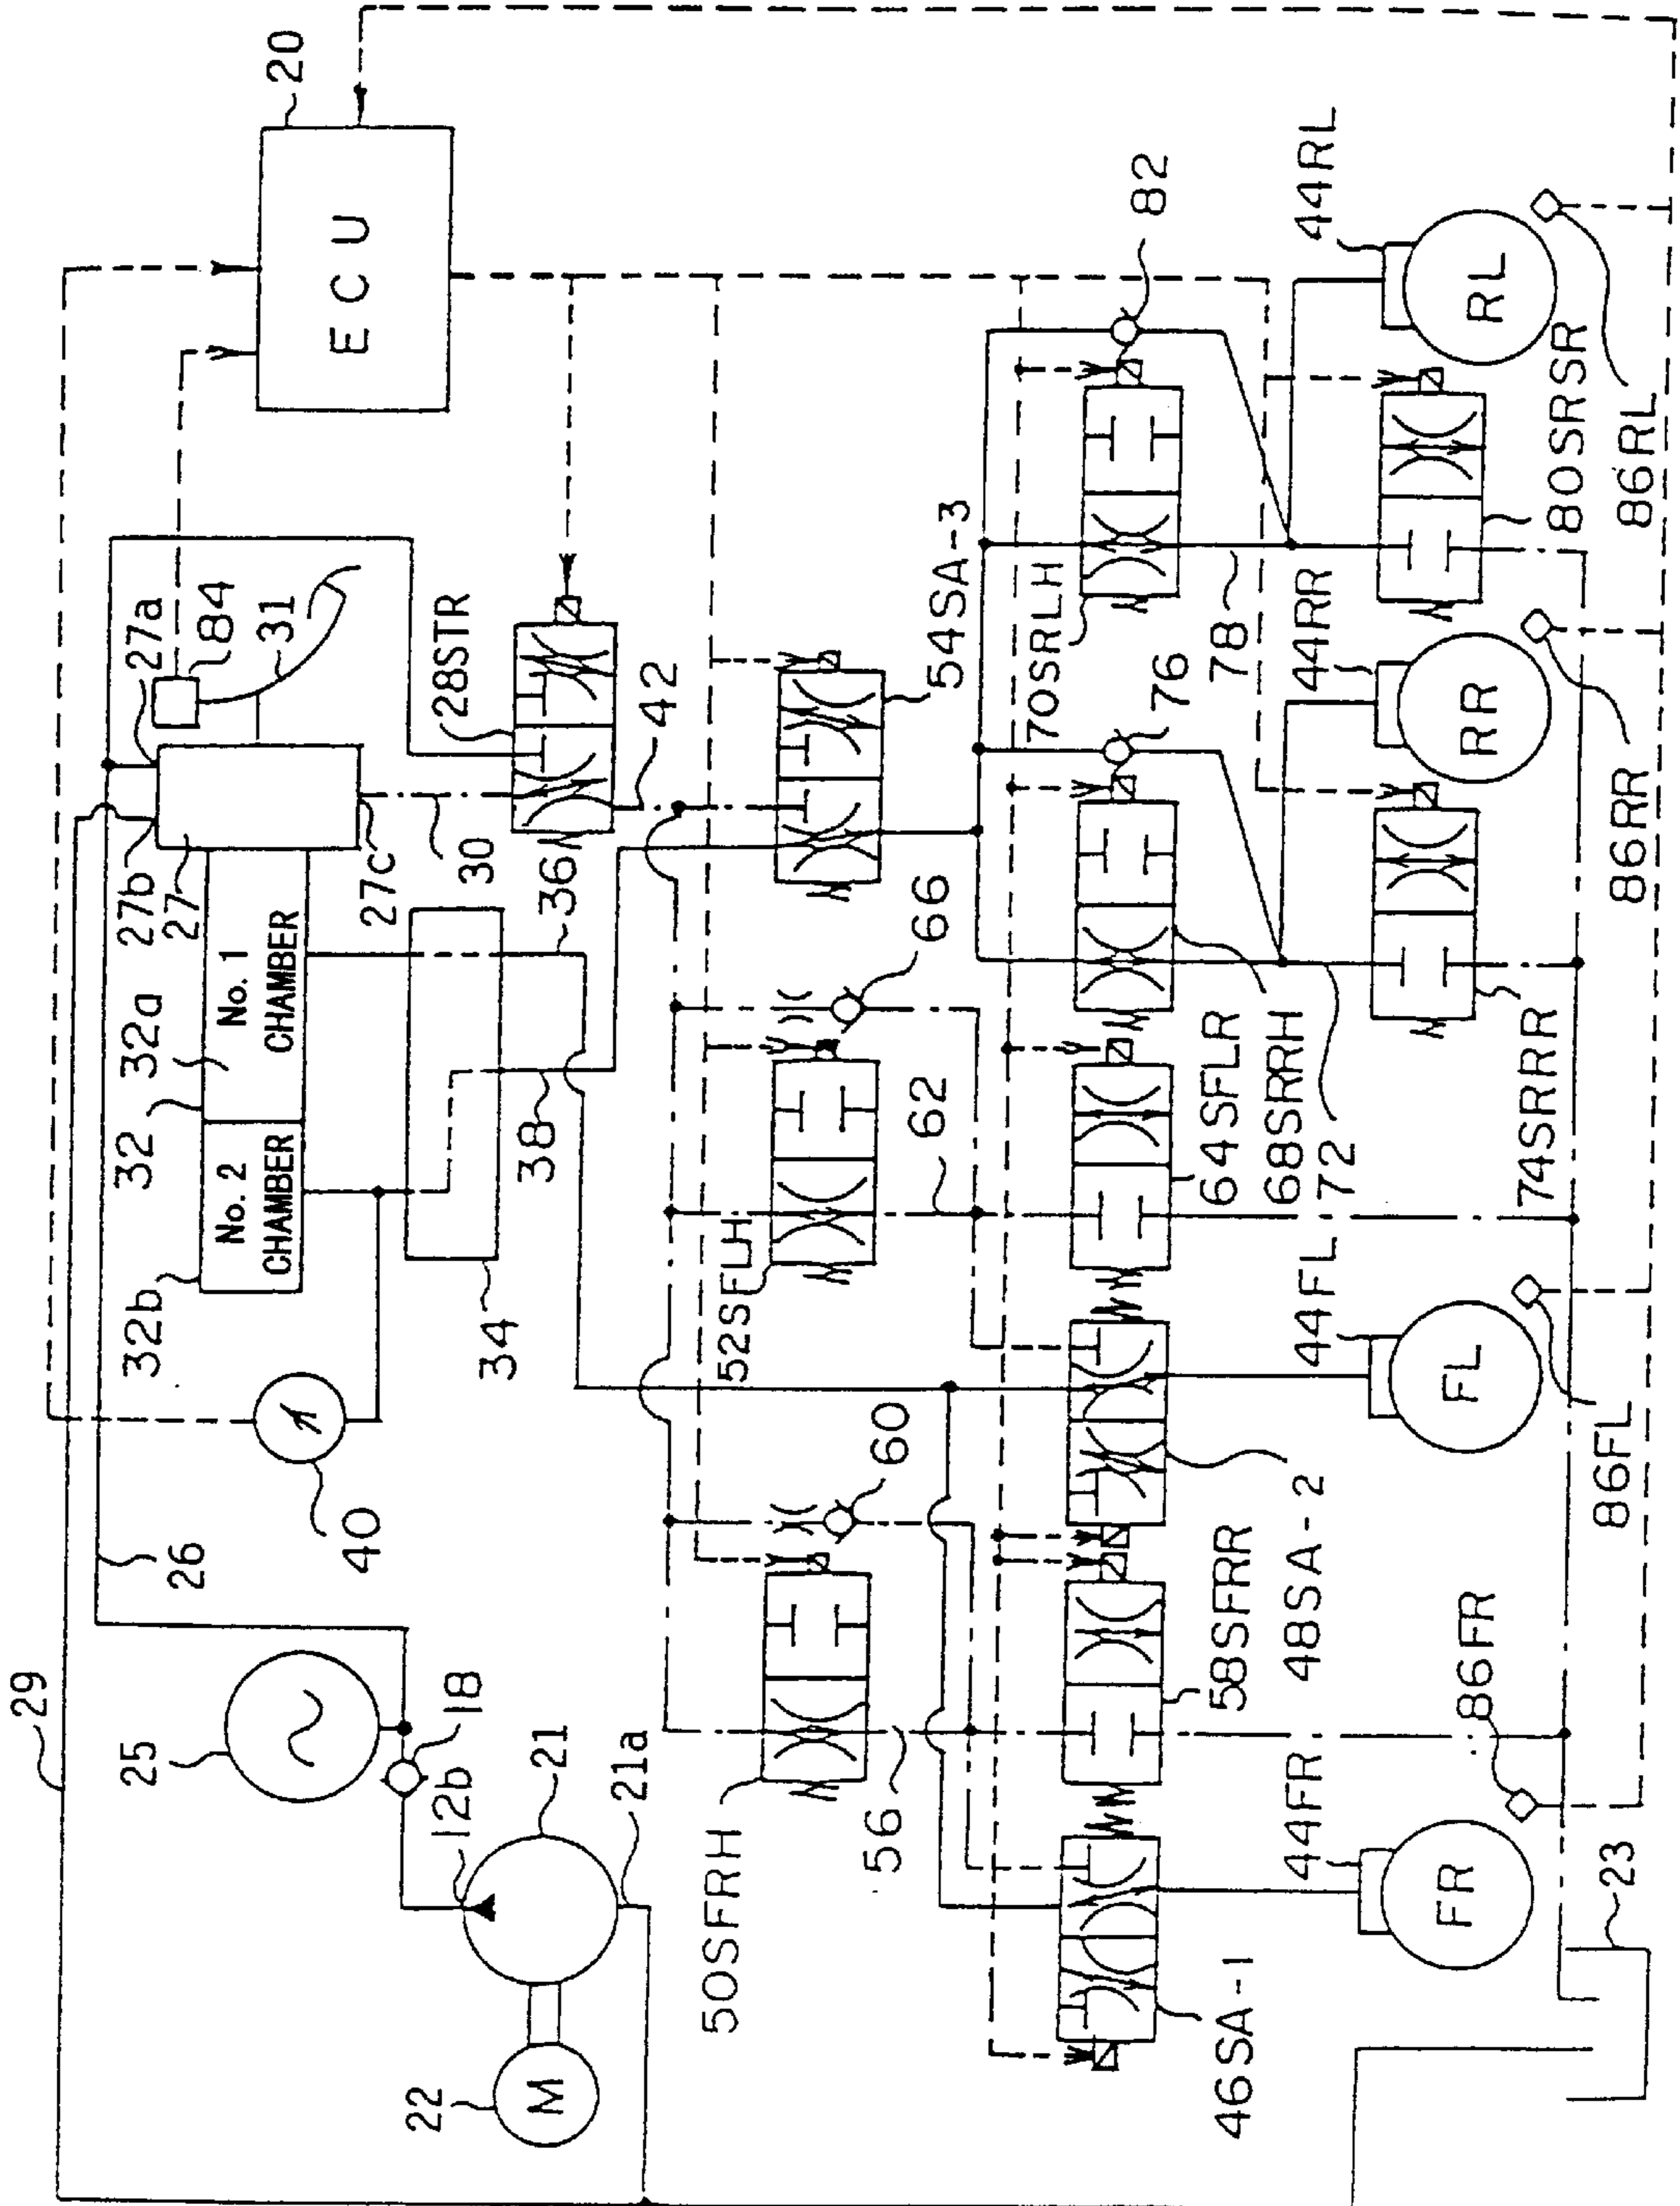 20
E C U
29
25
26
18
12b
21
21a
22
M
40
32b
32
32a
27b
27
27a
84
31
No. 2
CHAMBER
No. 1
CHAMBER
34
38
36
27c
30
28STR
42
50SFRH
56
60
52SFLH
62
66
54SA-3
46SA-1
58SFRR
48SA-2
64SFLR
68SRRH
72
76
70SRLH
78
82
74SRRR
80SRSR
44FR
44FL
44RR
44RL
FR
FL
RR
RL
86FR
86FL
86RR
86RL
23